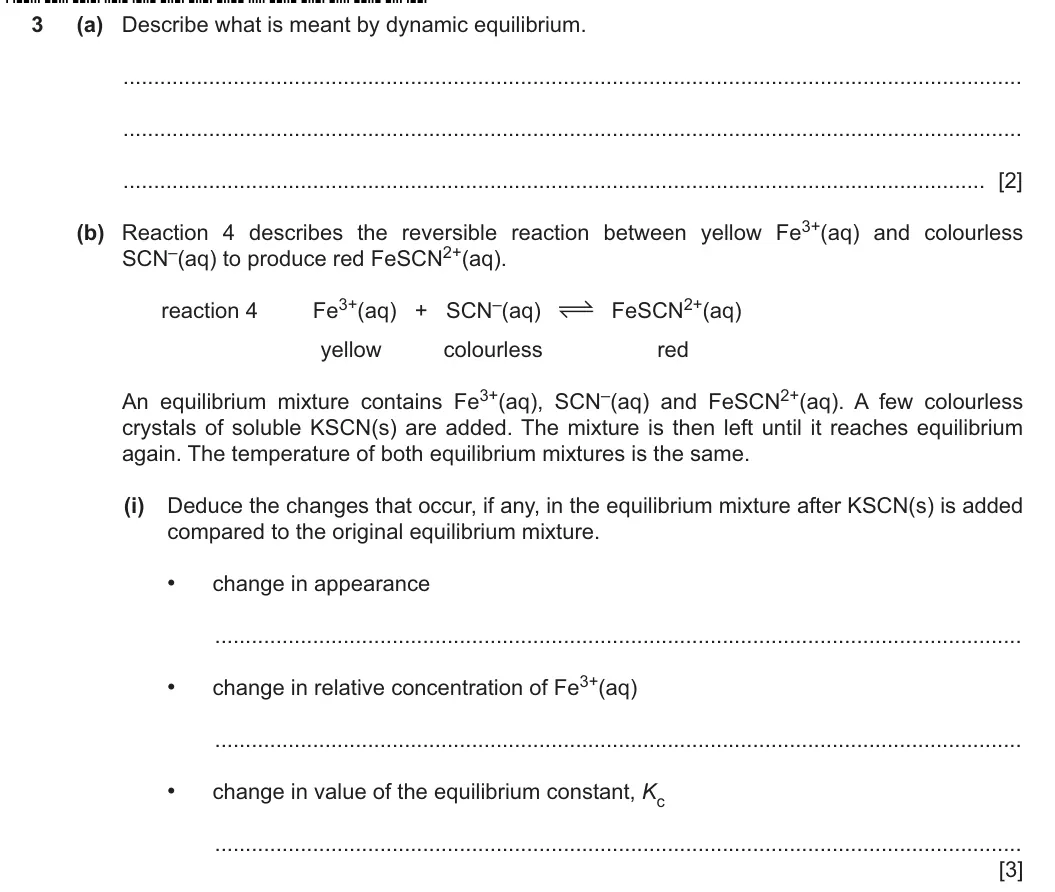 3 (a) Describe what is meant by dynamic equilibrium.
..........................................................................................................................................................
..........................................................................................................................................................
.................................................................................................................................................... [2]
(b) Reaction 4 describes the reversible reaction between yellow Fe³⁺(aq) and colourless
SCN⁻(aq) to produce red FeSCN²⁺(aq).
reaction 4 Fe³⁺(aq) + SCN⁻(aq) ⇌ FeSCN²⁺(aq)
yellow colourless red
An equilibrium mixture contains Fe³⁺(aq), SCN⁻(aq) and FeSCN²⁺(aq). A few colourless
crystals of soluble KSCN(s) are added. The mixture is then left until it reaches equilibrium
again. The temperature of both equilibrium mixtures is the same.
(i) Deduce the changes that occur, if any, in the equilibrium mixture after KSCN(s) is added
compared to the original equilibrium mixture.
• change in appearance
..........................................................................................................................................
• change in relative concentration of Fe³⁺(aq)
..........................................................................................................................................
• change in value of the equilibrium constant, K꜀
..........................................................................................................................................
[3]